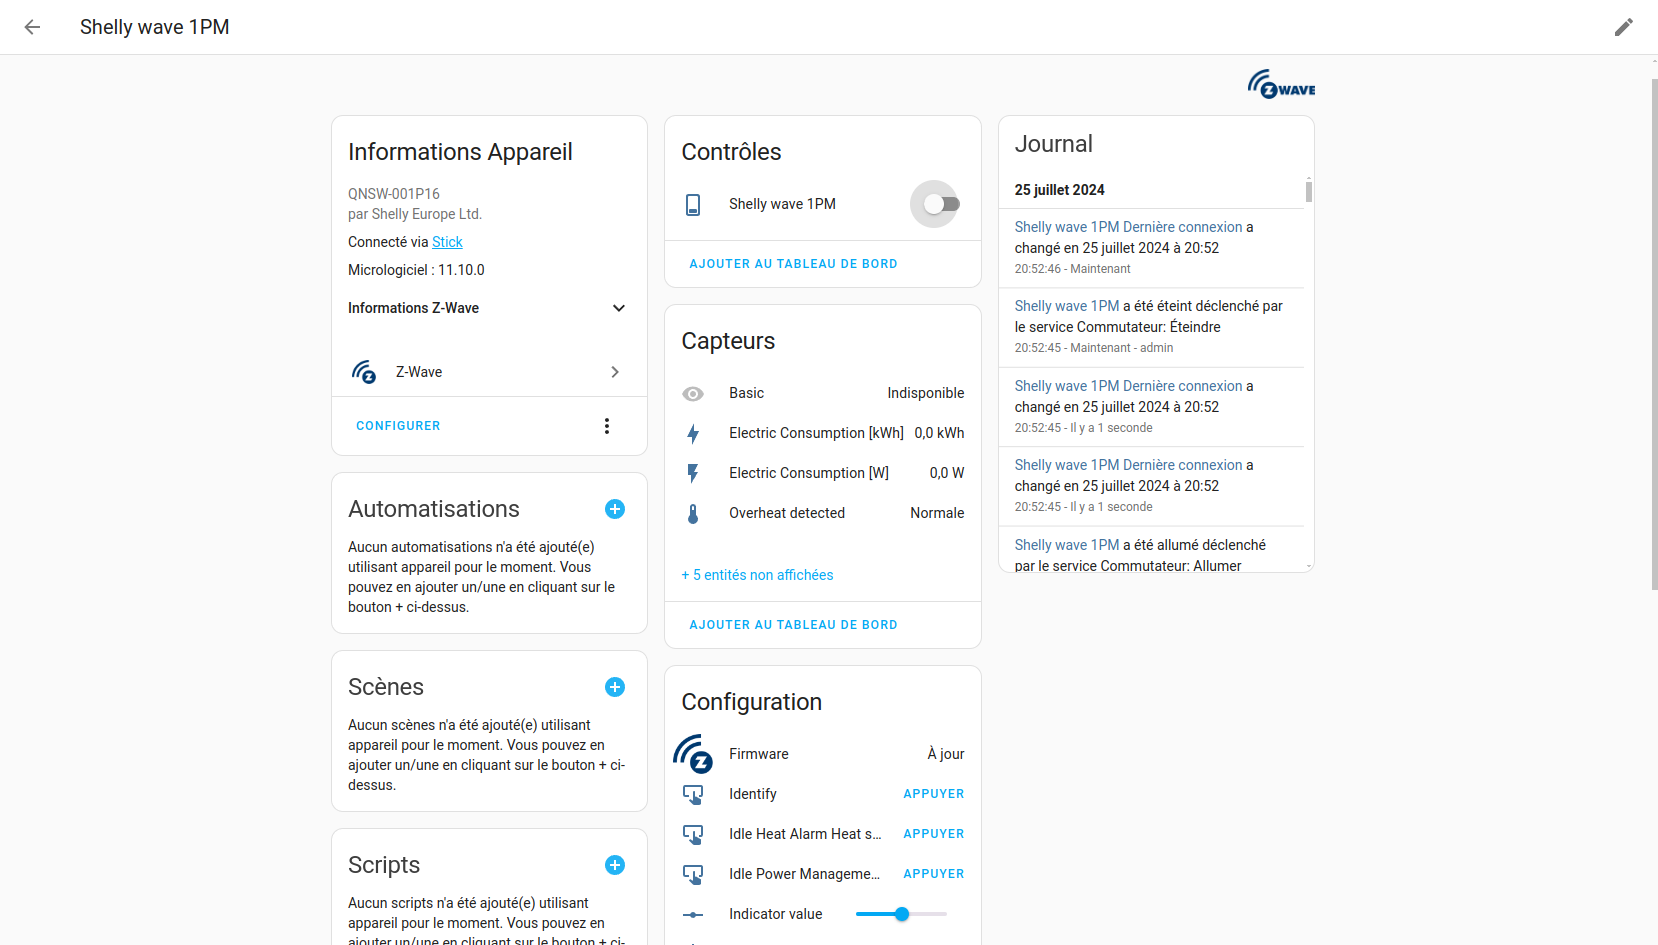 Shelly wave 1PM
Z WAVE
Informations Appareil
QNSW-001P16
par Shelly Europe Ltd.
Connecté via Stick
Micrologiciel : 11.10.0
Informations Z-Wave
Z-Wave
CONFIGURER
Automatisations
Aucun automatisations n'a été ajouté(e)
utilisant appareil pour le moment. Vous
pouvez en ajouter un/une en cliquant sur le
bouton + ci-dessus.
Scènes
Aucun scènes n'a été ajouté(e) utilisant
appareil pour le moment. Vous pouvez en
ajouter un/une en cliquant sur le bouton + ci-
dessus.
Scripts
Aucun scripts n'a été ajouté(e) utilisant
appareil pour le moment. Vous pouvez en
ajouter un/une en cliquant sur le bouton + ci-
Contrôles
Shelly wave 1PM
AJOUTER AU TABLEAU DE BORD
Capteurs
Basic Indisponible
Electric Consumption [kWh] 0,0 kWh
Electric Consumption [W] 0,0 W
Overheat detected Normale
+ 5 entités non affichées
AJOUTER AU TABLEAU DE BORD
Configuration
Firmware À jour
Identify APPUYER
Idle Heat Alarm Heat s... APPUYER
Idle Power Manageme... APPUYER
Indicator value
Journal
25 juillet 2024
Shelly wave 1PM Dernière connexion a
changé en 25 juillet 2024 à 20:52
20:52:46 - Maintenant
Shelly wave 1PM a été éteint déclenché par
le service Commutateur: Éteindre
20:52:45 - Maintenant - admin
Shelly wave 1PM Dernière connexion a
changé en 25 juillet 2024 à 20:52
20:52:45 - Il y a 1 seconde
Shelly wave 1PM Dernière connexion a
changé en 25 juillet 2024 à 20:52
20:52:45 - Il y a 1 seconde
Shelly wave 1PM a été allumé déclenché
par le service Commutateur: Allumer